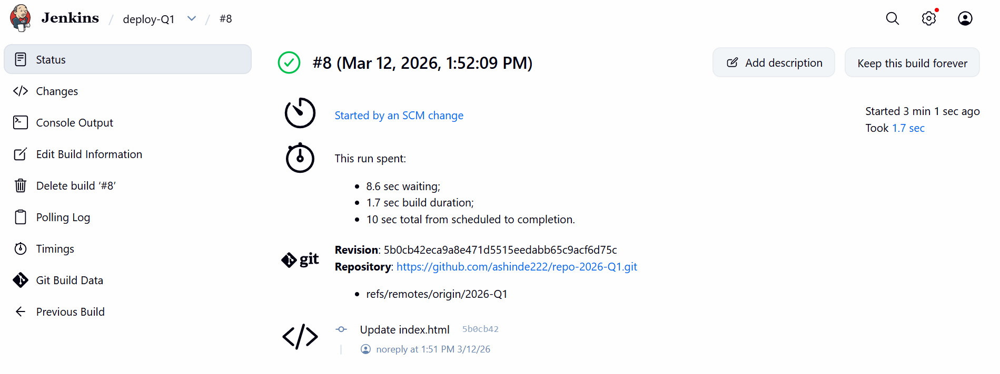 Jenkins / deploy-Q1 / #8
Status
Changes
Console Output
Edit Build Information
Delete build ‘#8’
Polling Log
Timings
Git Build Data
Previous Build
#8 (Mar 12, 2026, 1:52:09 PM)
Add description
Keep this build forever
Started by an SCM change
Started 3 min 1 sec ago
Took 1.7 sec
This run spent:
• 8.6 sec waiting;
• 1.7 sec build duration;
• 10 sec total from scheduled to completion.
git
Revision: 5b0cb42eca9a8e471d5515eedabb65c9acf6d75c
Repository: https://github.com/ashinde222/repo-2026-Q1.git
• refs/remotes/origin/2026-Q1
Update index.html 5b0cb42
noreply at 1:51 PM 3/12/26